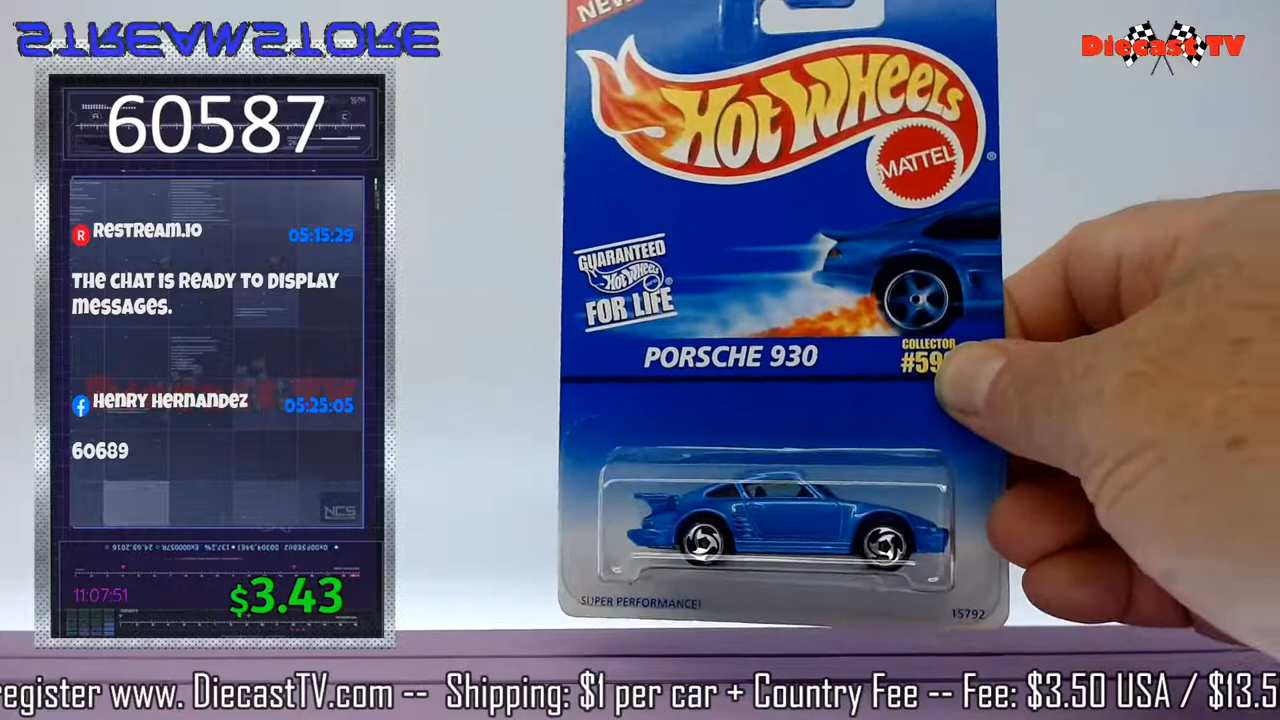 STREAMSTORE
Diecast TV
60587
R Restream.io 05:15:29
The chat is ready to display
messages.
Henry Hernandez 05:25:05
60689
NCS
11:07:51
$3.43
NEW
Hot Wheels
MATTEL
®
GUARANTEED
Hot Wheels
FOR LIFE
PORSCHE 930
COLLECTOR
SUPER PERFORMANCE!
15792
register www. DiecastTV.com -- Shipping: $1 per car + Country Fee -- Fee: $3.50 USA / $13.5